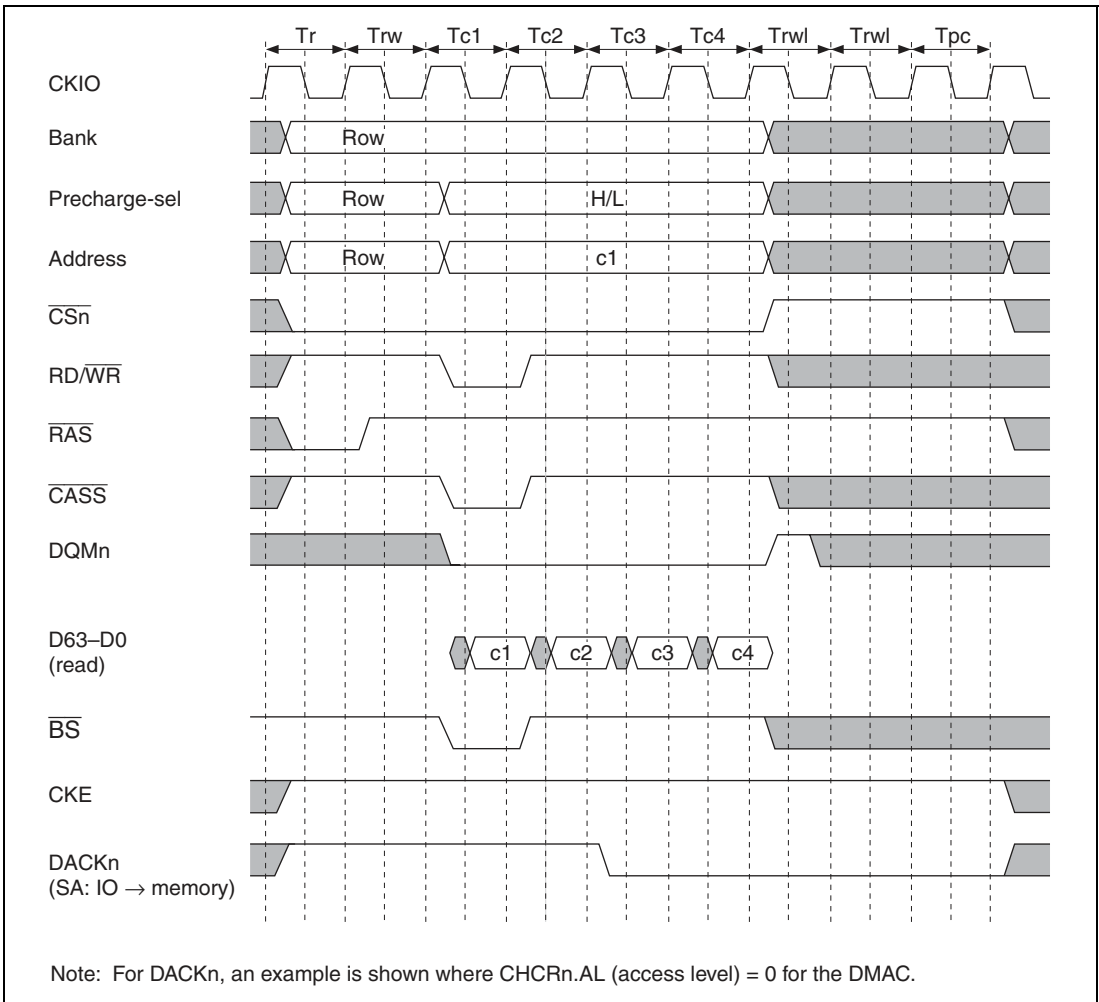 Tr Trw Tc1 Tc2 Tc3 Tc4 Trwl Trwl Tpc
CKIO
Bank Row
Precharge-sel Row H/L
Address Row c1
CSn
RD/WR
RAS
CASS
DQMn
D63–D0
(read) c1 c2 c3 c4
BS
CKE
DACKn
(SA: IO → memory)
Note: For DACKn, an example is shown where CHCRn.AL (access level) = 0 for the DMAC.